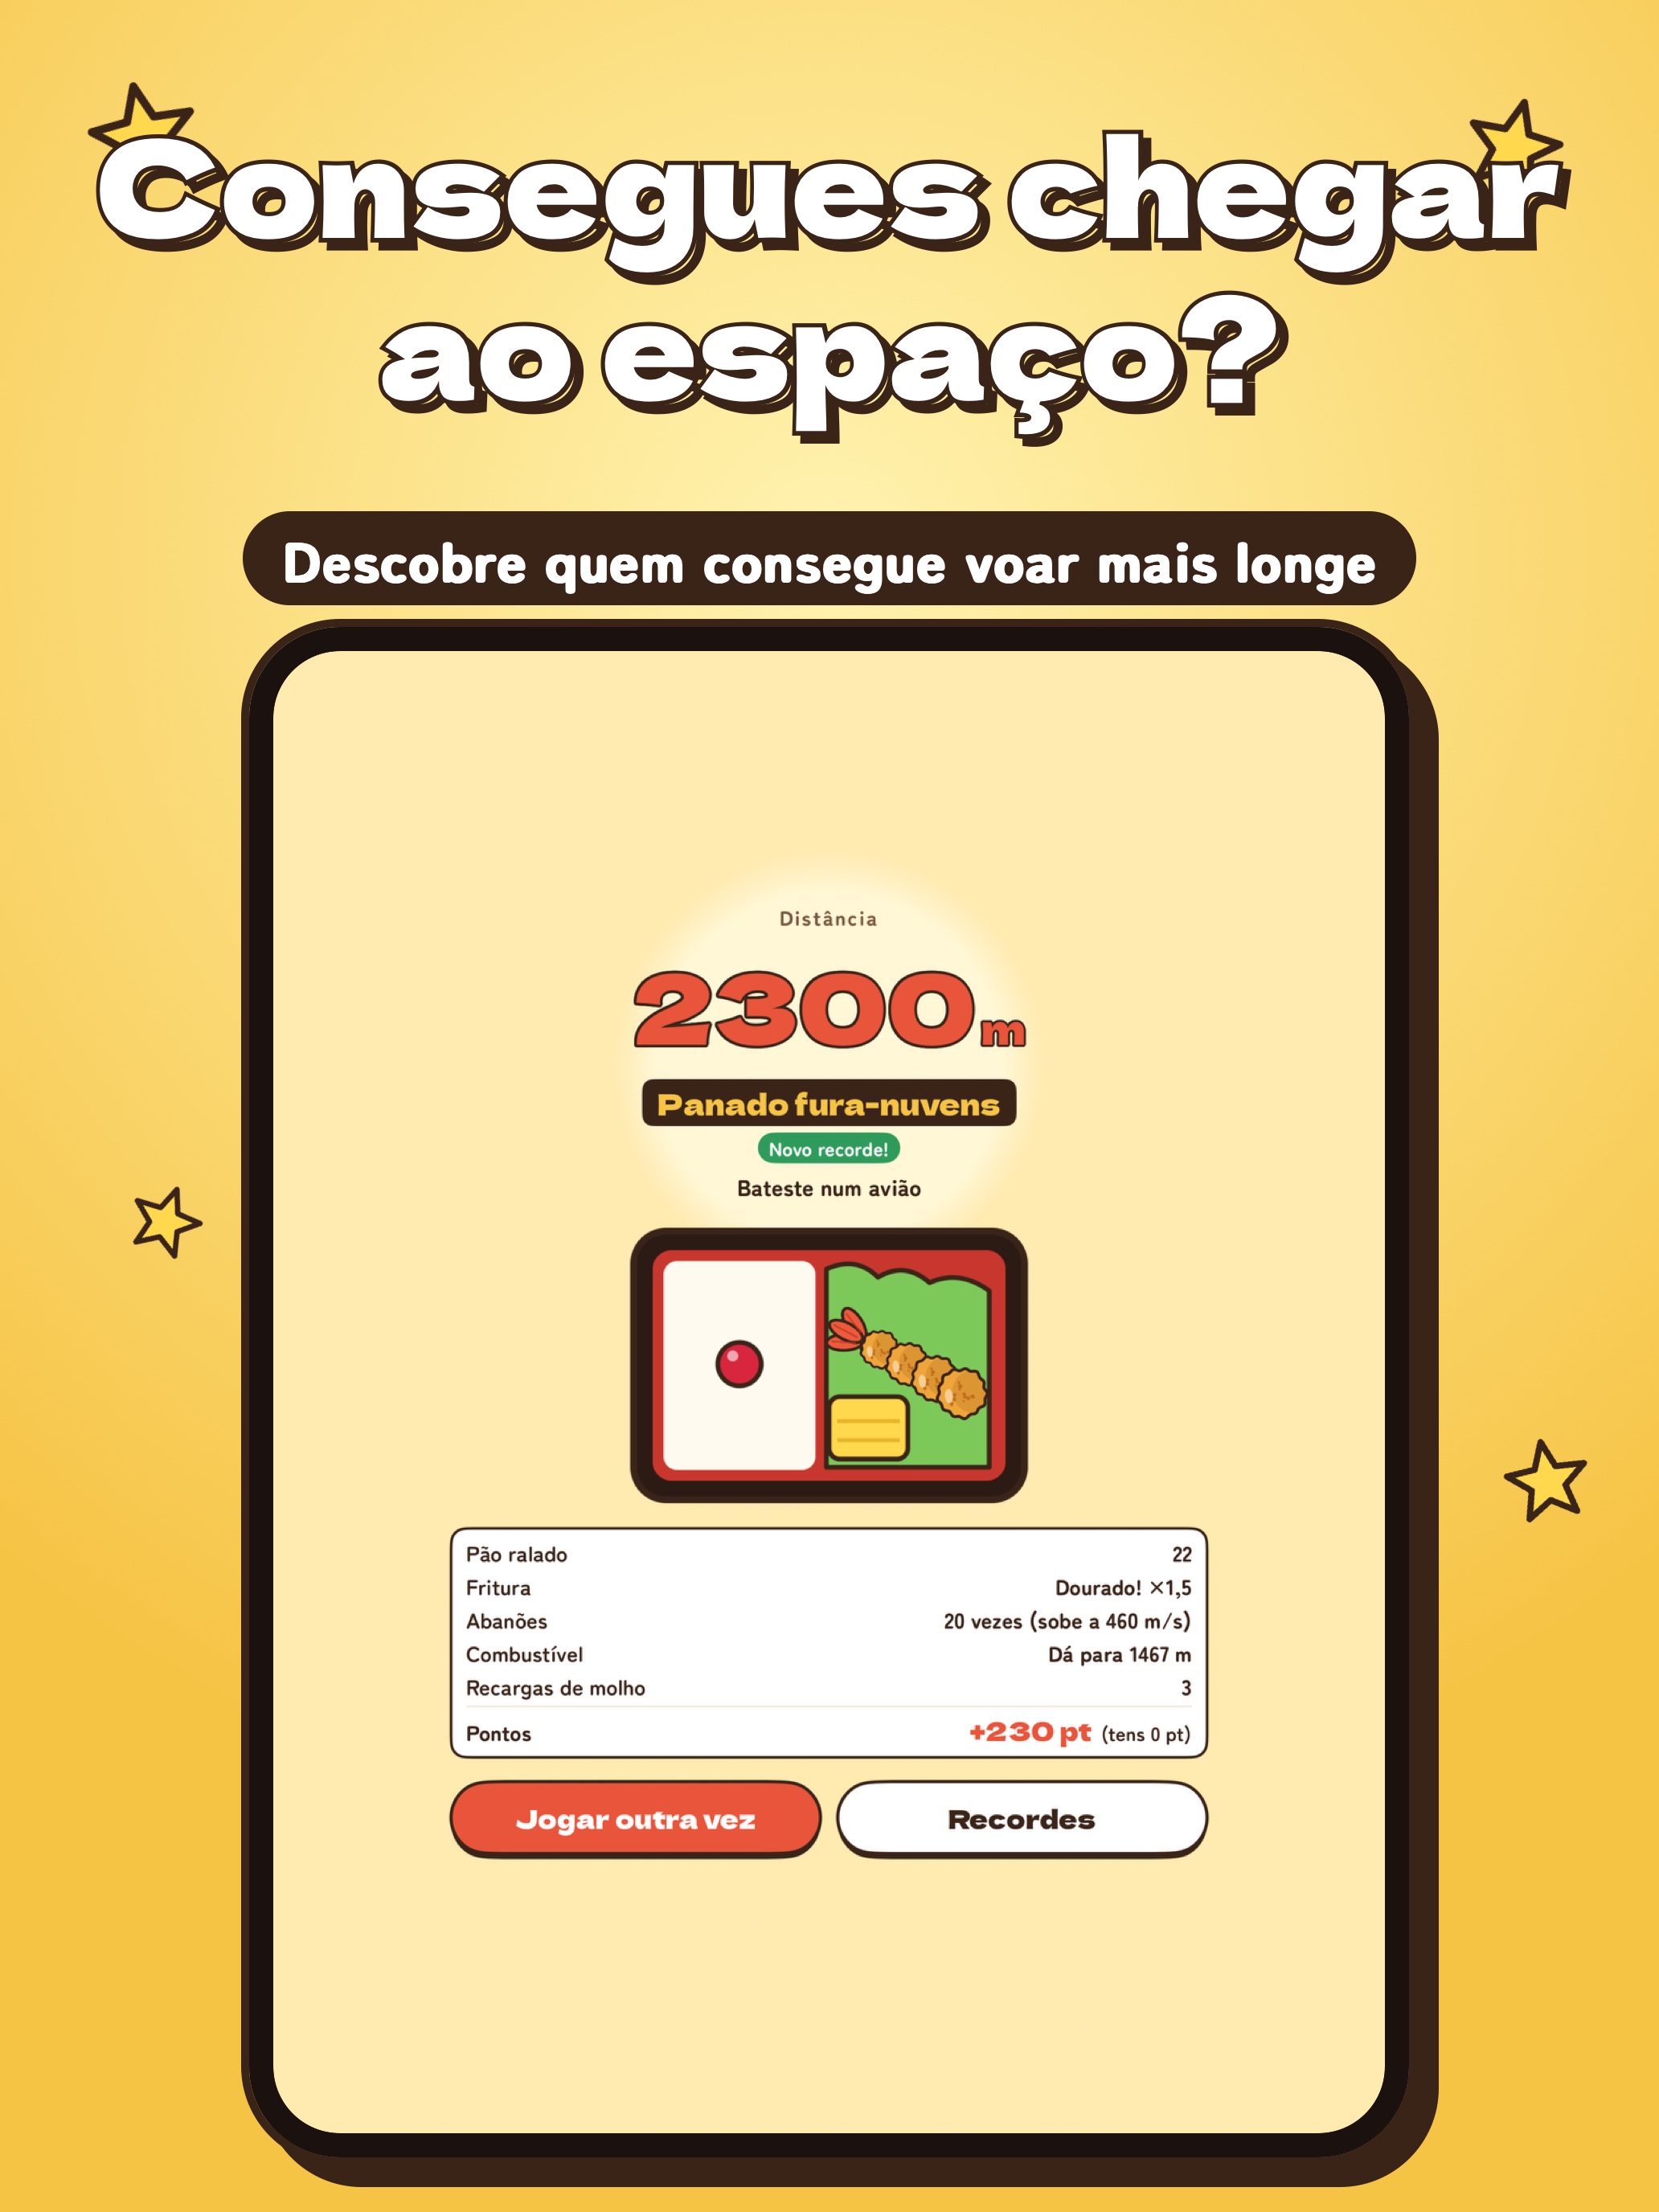 Consegues chegar
ao espaço?
Descobre quem consegue voar mais longe
Distância
2300 m
Panado fura-nuvens
Novo recorde!
Bateste num avião
Pão ralado 22
Fritura Dourado! ×1,5
Abanões 20 vezes (sobe a 460 m/s)
Combustível Dá para 1467 m
Recargas de molho 3
Pontos +230 pt (tens 0 pt)
Jogar outra vez Recordes